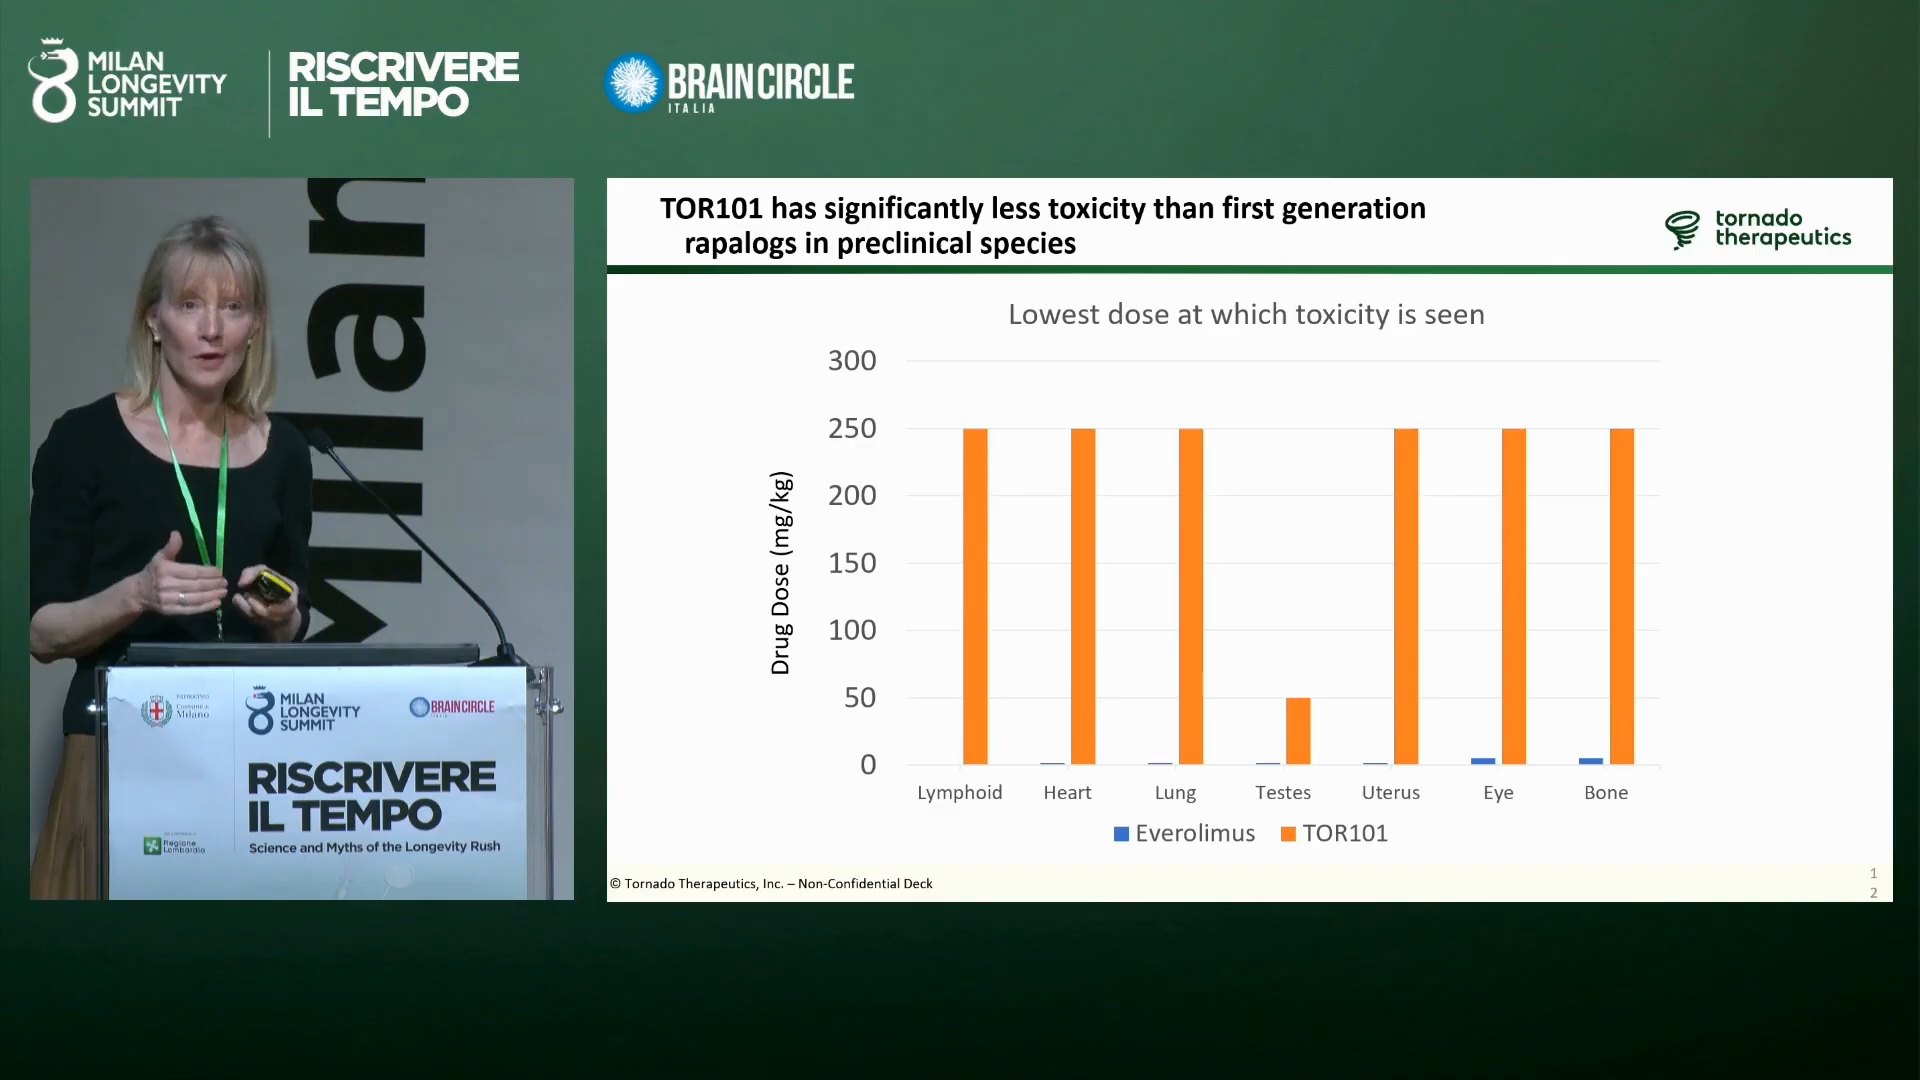 MILAN
LONGEVITY
SUMMIT
RISCRIVERE
IL TEMPO
BRAINCIRCLE
ITALIA
Milan
TOR101 has significantly less toxicity than first generation
rapalogs in preclinical species
tornado
therapeutics
Lowest dose at which toxicity is seen
Drug Dose (mg/kg)
300
250
200
150
100
50
0
Lymphoid Heart Lung Testes Uterus Eye Bone
Everolimus TOR101
© Tornado Therapeutics, Inc. – Non-Confidential Deck
1
2
PATROCINIO
Comune di
Milano
MILAN
LONGEVITY
SUMMIT
BRAINCIRCLE
RISCRIVERE
IL TEMPO
Science and Myths of the Longevity Rush
Regione
Lombardia